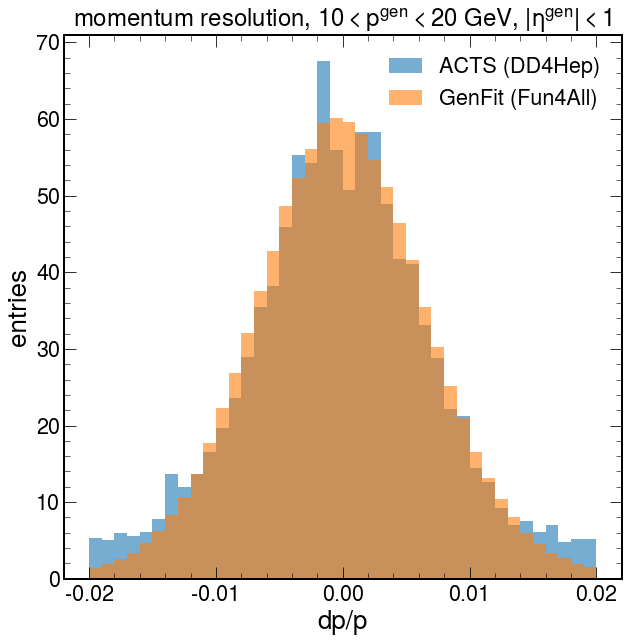 momentum resolution, 10 < p^gen < 20 GeV, |η^gen| < 1
ACTS (DD4Hep)
GenFit (Fun4All)
entries
70
60
50
40
30
20
10
0
-0.02 -0.01 0.00 0.01 0.02
dp/p